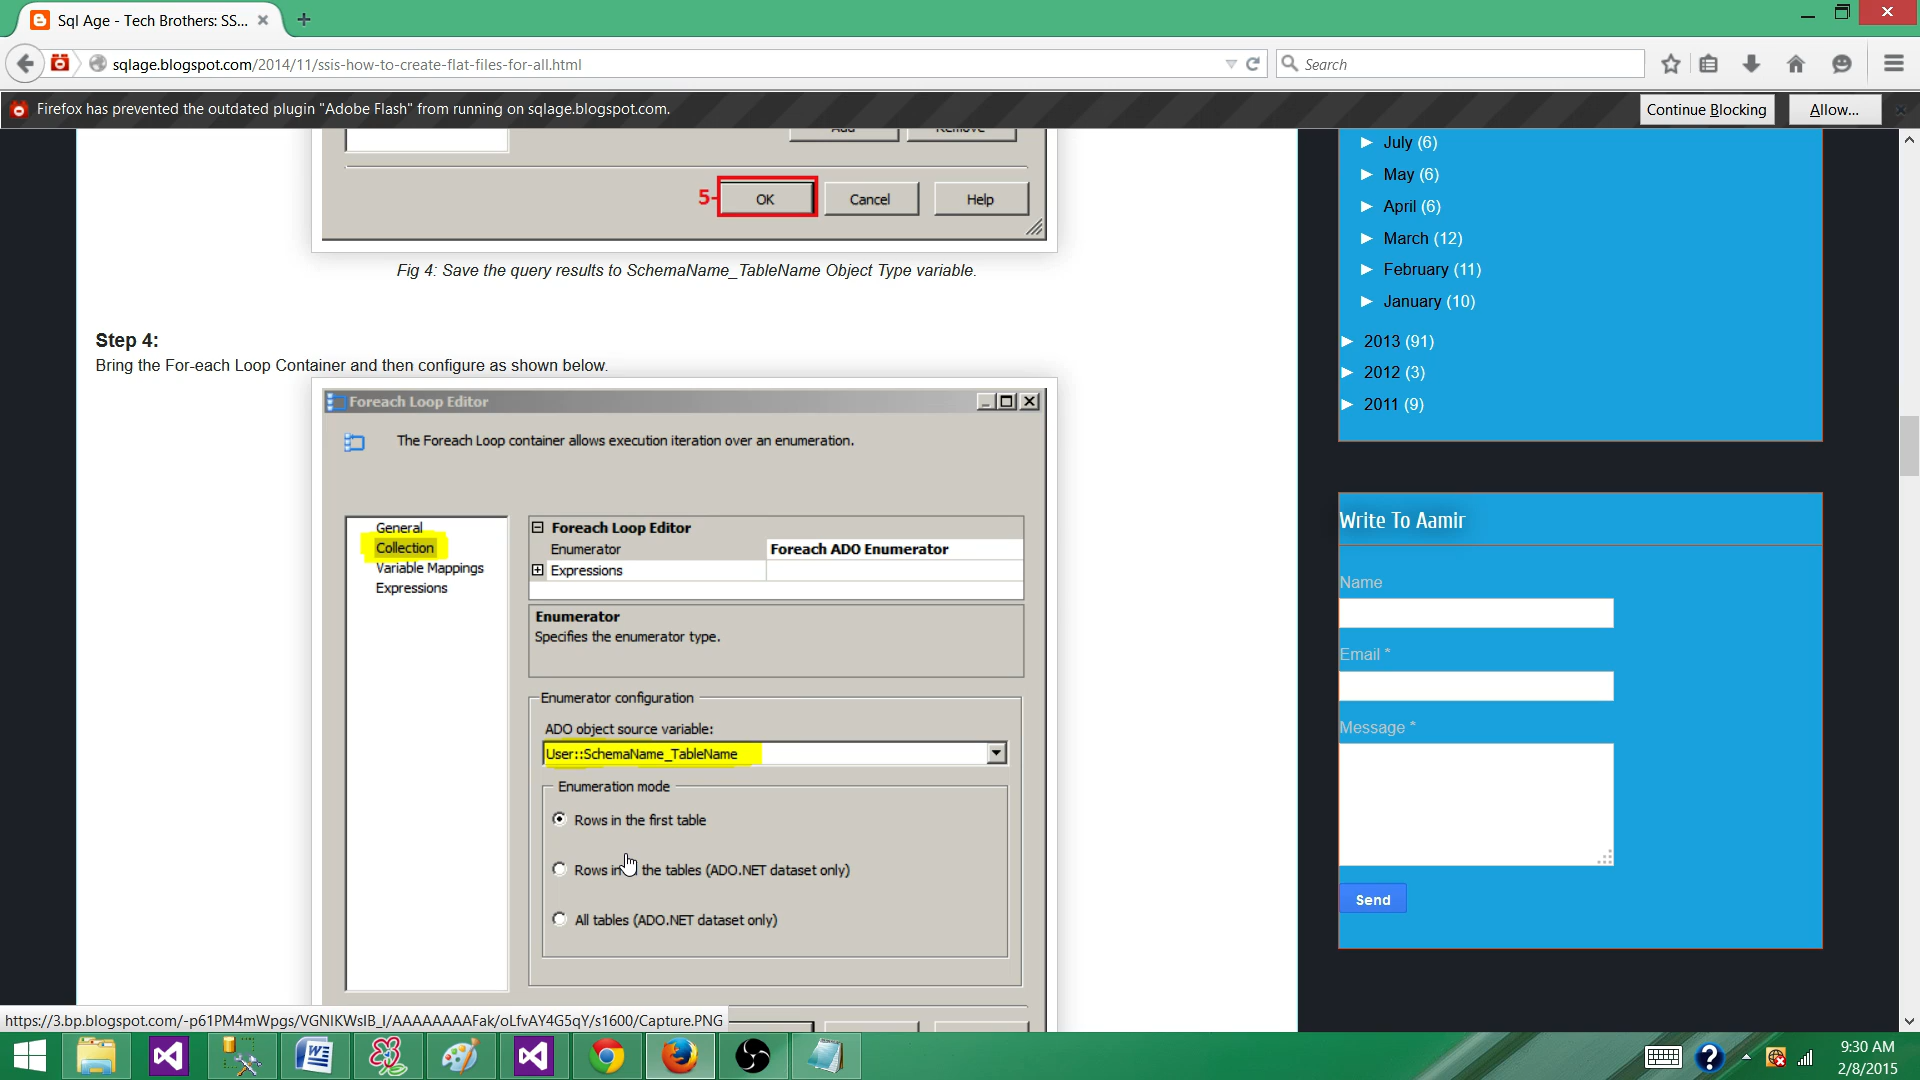 Sql Age - Tech Brothers: SS...
sqlage.blogspot.com/2014/11/ssis-how-to-create-flat-files-for-all.html
Search
Firefox has prevented the outdated plugin "Adobe Flash" from running on sqlage.blogspot.com.
Continue Blocking
Allow...
Add
Remove
5-
OK
Cancel
Help
Fig 4: Save the query results to SchemaName_TableName Object Type variable.
Step 4:
Bring the For-each Loop Container and then configure as shown below.
Foreach Loop Editor
The Foreach Loop container allows execution iteration over an enumeration.
General
Collection
Variable Mappings
Expressions
Foreach Loop Editor
Enumerator
Foreach ADO Enumerator
Expressions
Enumerator
Specifies the enumerator type.
Enumerator configuration
ADO object source variable:
User::SchemaName_TableName
Enumeration mode
Rows in the first table
Rows in the tables (ADO.NET dataset only)
All tables (ADO.NET dataset only)
July (6)
May (6)
April (6)
March (12)
February (11)
January (10)
2013 (91)
2012 (3)
2011 (9)
Write To Aamir
Name
Email *
Message *
Send
https://3.bp.blogspot.com/-p61PM4mWpgs/VGNIKWsIB_I/AAAAAAAAFak/oLfvAY4G5qY/s1600/Capture.PNG
9:30 AM
2/8/2015